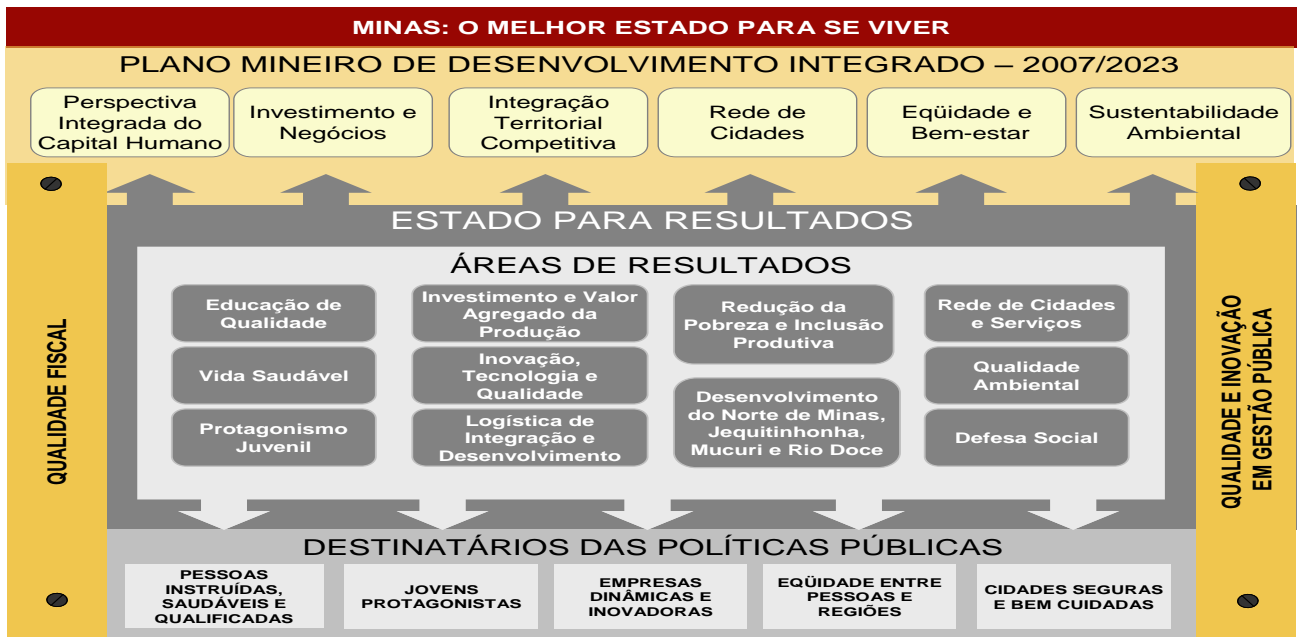 MINAS: O MELHOR ESTADO PARA SE VIVER
PLANO MINEIRO DE DESENVOLVIMENTO INTEGRADO – 2007/2023
Perspectiva
Integrada do
Capital Humano
Investimento e
Negócios
Integração
Territorial
Competitiva
Rede de
Cidades
Eqüidade e
Bem-estar
Sustentabilidade
Ambiental
ESTADO PARA RESULTADOS
ÁREAS DE RESULTADOS
Educação de
Qualidade
Vida Saudável
Protagonismo
Juvenil
Investimento e Valor
Agregado da
Produção
Inovação,
Tecnologia e
Qualidade
Logística de
Integração e
Desenvolvimento
Redução da
Pobreza e Inclusão
Produtiva
Desenvolvimento
do Norte de Minas,
Jequitinhonha,
Mucuri e Rio Doce
Rede de Cidades
e Serviços
Qualidade
Ambiental
Defesa Social
QUALIDADE FISCAL
QUALIDADE E INOVAÇÃO
EM GESTÃO PÚBLICA
DESTINATÁRIOS DAS POLÍTICAS PÚBLICAS
PESSOAS
INSTRUÍDAS,
SAUDÁVEIS E
QUALIFICADAS
JOVENS
PROTAGONISTAS
EMPRESAS
DINÂMICAS E
INOVADORAS
EQÜIDADE ENTRE
PESSOAS E
REGIÕES
CIDADES SEGURAS
E BEM CUIDADAS